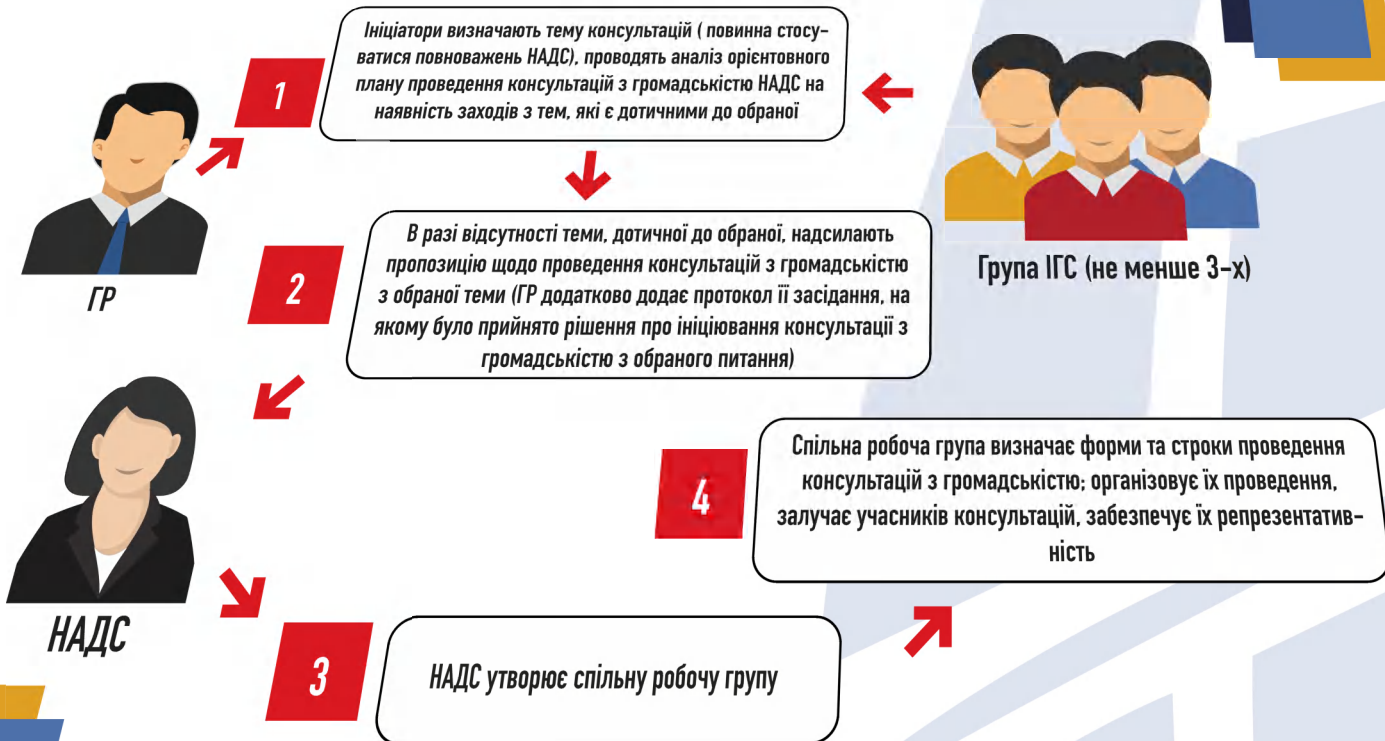 1
Ініціатори визначають тему консультацій ( повинна стосу-
ватися повноважень НАДС), проводять аналіз орієнтовного
плану проведення консультацій з громадськістю НАДС на
наявність заходів з тем, які є дотичними до обраної
ГР
Група ІГС (не менше 3-х)
2
В разі відсутності теми, дотичної до обраної, надсилають
пропозицію щодо проведення консультацій з громадськістю
з обраної теми (ГР додатково додає протокол її засідання, на
якому було прийнято рішення про ініціювання консультації з
громадськістю з обраного питання)
НАДС
3
НАДС утворює спільну робочу групу
4
Спільна робоча група визначає форми та строки проведення
консультацій з громадськістю; організовує їх проведення,
залучає учасників консультацій, забезпечує їх репрезентатив-
ність